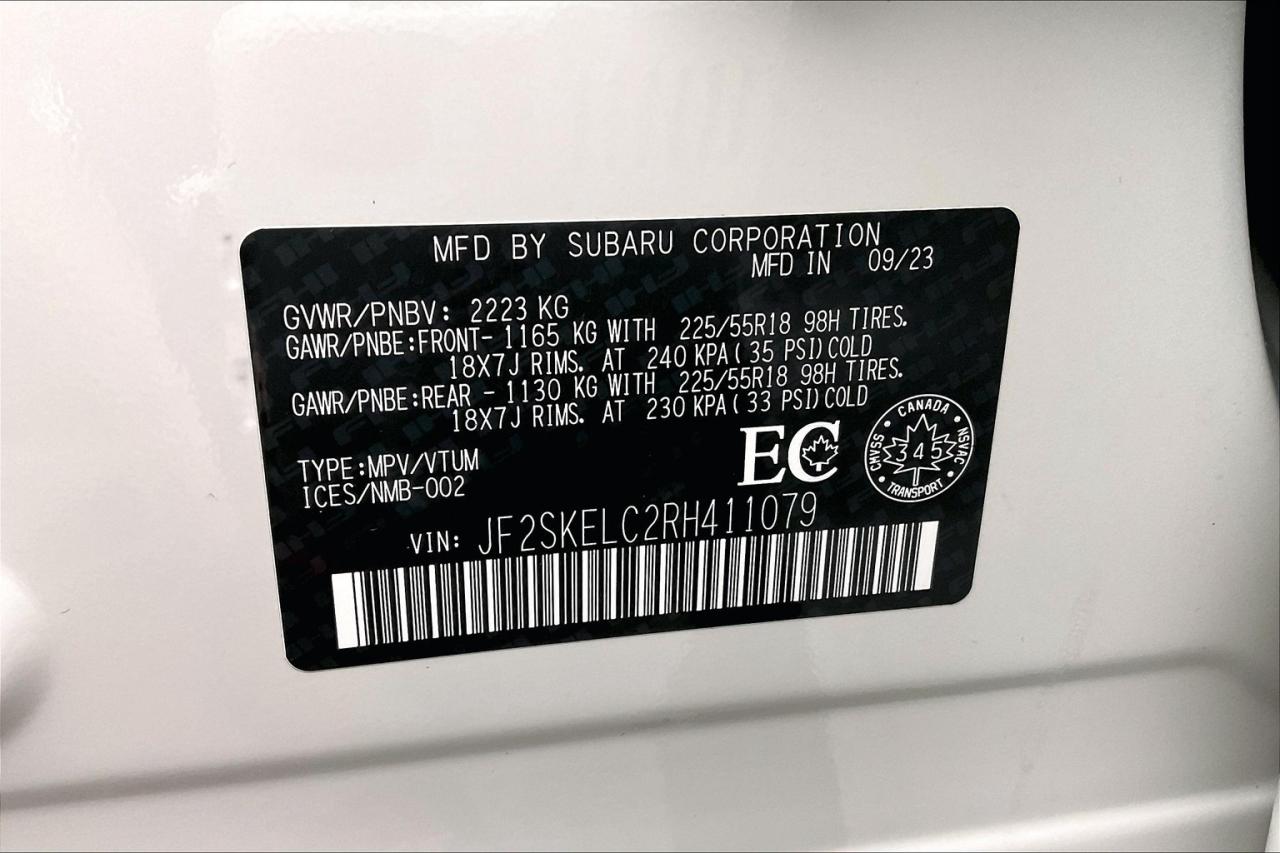 MFD BY SUBARU CORPORATION
MFD IN 09/23
GVWR/PNBV: 2223 KG
GAWR/PNBE:FRONT- 1165 KG WITH 225/55R18 98H TIRES.
18X7J RIMS. AT 240 KPA(35 PSI)COLD
GAWR/PNBE:REAR - 1130 KG WITH 225/55R18 98H TIRES.
18X7J RIMS. AT 230 KPA(33 PSI)COLD
TYPE:MPV/VTUM
ICES/NMB-002
EC
CANADA
CMVSS 345 NSVAC
TRANSPORT
VIN: JF2SKELC2RH411079